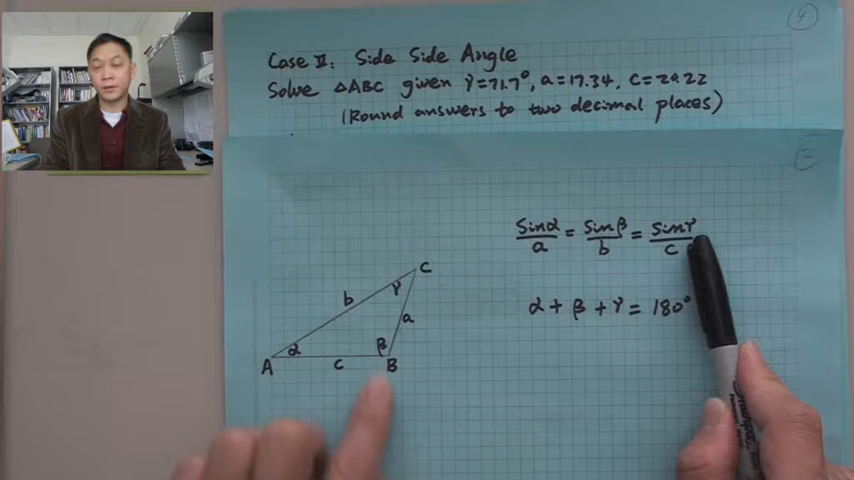 4
Case II: Side Side Angle
Solve △ABC given γ=71.7°, a=17.34, c=29.22
(Round answers to two decimal places)
sinα/a = sinβ/b = sinγ/c
α + β + γ = 180°
C
γ
b
a
β
α
A
c
B